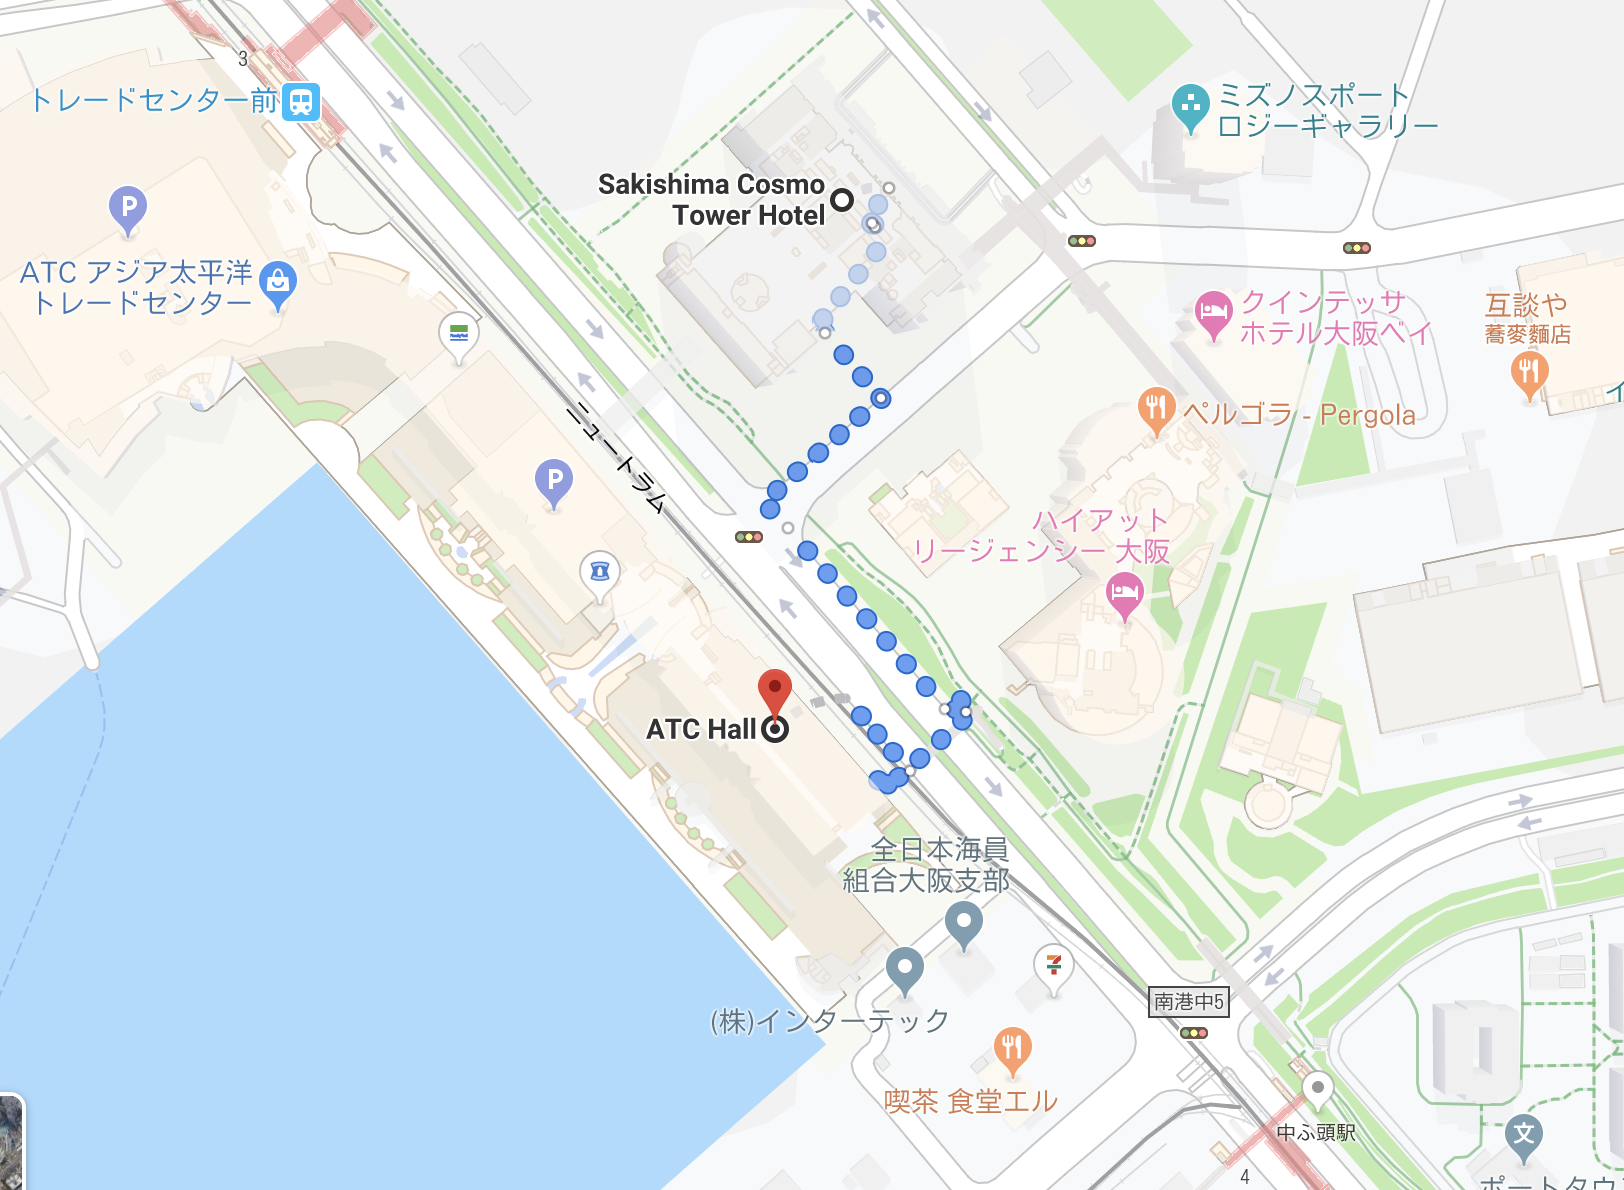 3
トレードセンター前
ミズノスポート
ロジーギャラリー
Sakishima Cosmo
Tower Hotel
P
ATC アジア太平洋
トレードセンター
クインテッサ
ホテル大阪ベイ
互談や
蕎麥麵店
イ
ペルゴラ - Pergola
ニュートラム
P
ハイアット
リージェンシー 大阪
ATC Hall
全日本海員
組合大阪支部
7
南港中5
(株)インターテック
喫茶 食堂エル
中ふ頭駅
文
4
ポートタウ